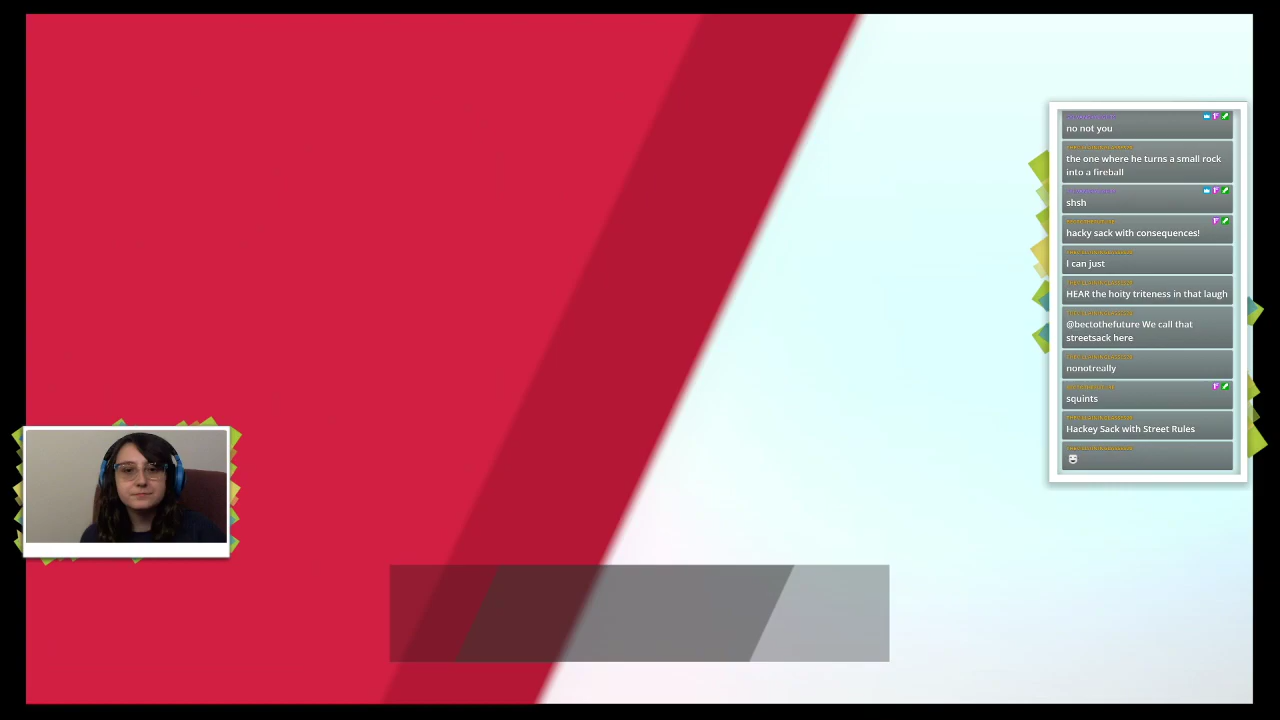 no not you
the one where he turns a small rock
into a fireball
shsh
hacky sack with consequences!
I can just
HEAR the hoity triteness in that laugh
@bectothefuture We call that
streetsack here
nonotreally
squints
Hackey Sack with Street Rules